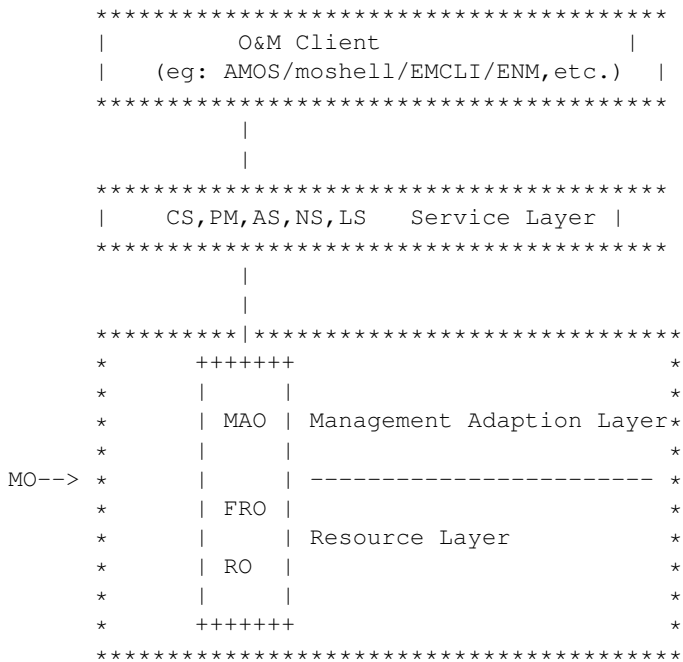 ******************************************
| O&M Client |
| (eg: AMOS/moshell/EMCLI/ENM,etc.) |
******************************************
|
|
******************************************
| CS,PM,AS,NS,LS Service Layer |
******************************************
|
|
**********|******************************
* +++++++ *
* | | *
* | MAO | Management Adaption Layer*
* | | *
MO--> * | | ------------------------ *
* | FRO | *
* | | Resource Layer *
* | RO | *
* | | *
* +++++++ *
*****************************************